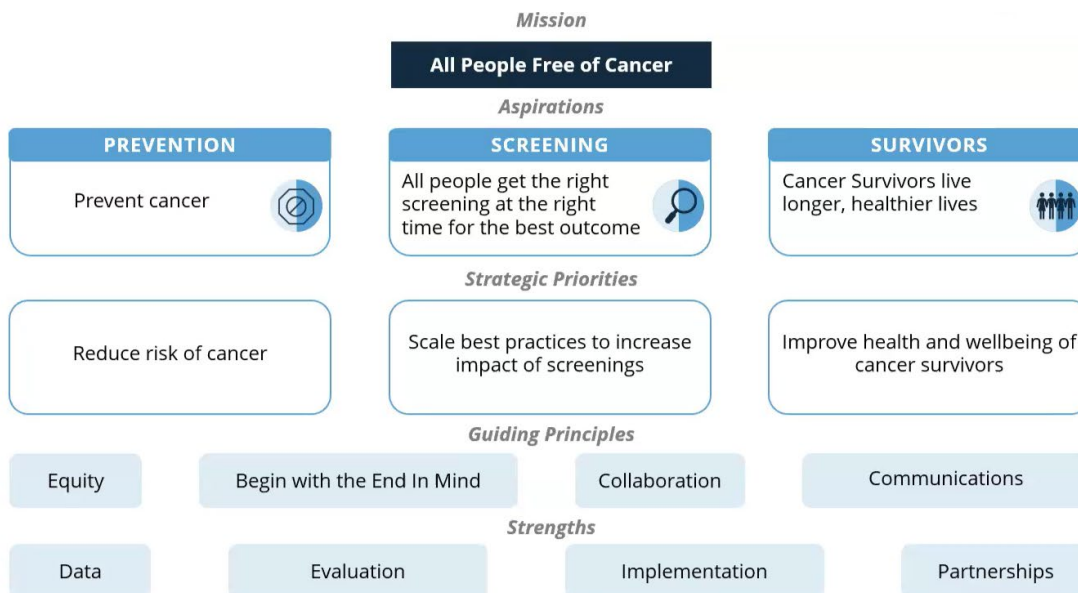 Mission
All People Free of Cancer
Aspirations
PREVENTION
Prevent cancer
SCREENING
All people get the right
screening at the right
time for the best outcome
SURVIVORS
Cancer Survivors live
longer, healthier lives
Strategic Priorities
Reduce risk of cancer
Scale best practices to increase
impact of screenings
Improve health and wellbeing of
cancer survivors
Guiding Principles
Equity
Begin with the End In Mind
Collaboration
Communications
Strengths
Data
Evaluation
Implementation
Partnerships